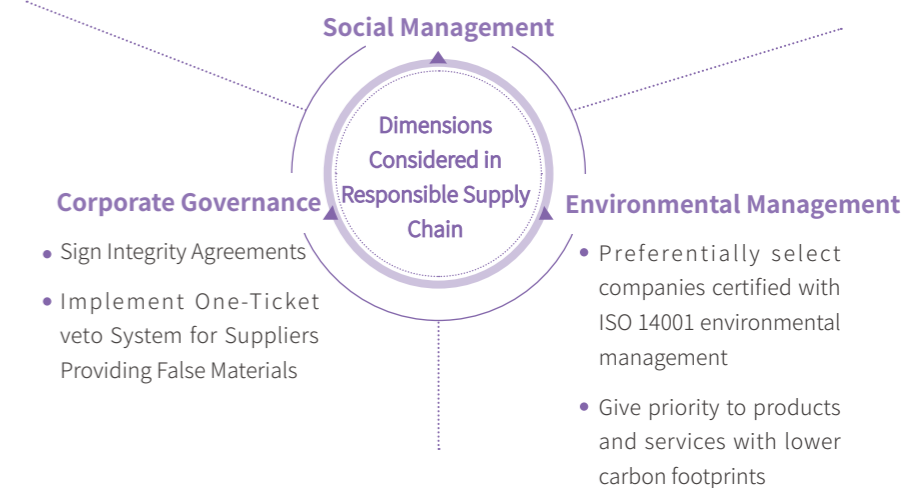 Social Management
Dimensions
Considered in
Responsible Supply
Chain
Corporate Governance
• Sign Integrity Agreements
• Implement One-Ticket
veto System for Suppliers
Providing False Materials
Environmental Management
• Preferentially select
companies certified with
ISO 14001 environmental
management
• Give priority to products
and services with lower
carbon footprints